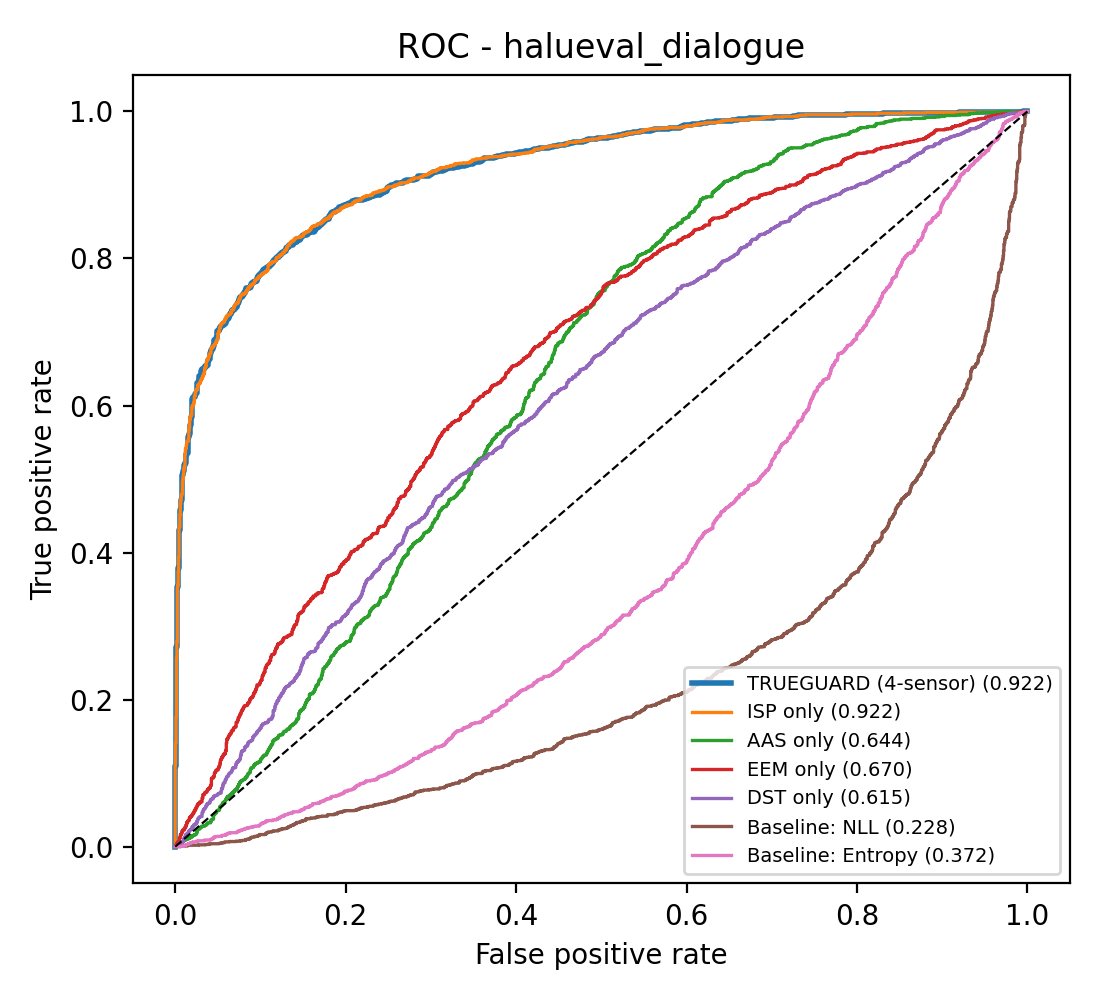 ROC - halueval_dialogue
True positive rate
1.0
0.8
0.6
0.4
0.2
0.0
TRUEGUARD (4-sensor) (0.922)
ISP only (0.922)
AAS only (0.644)
EEM only (0.670)
DST only (0.615)
Baseline: NLL (0.228)
Baseline: Entropy (0.372)
0.0 0.2 0.4 0.6 0.8 1.0
False positive rate